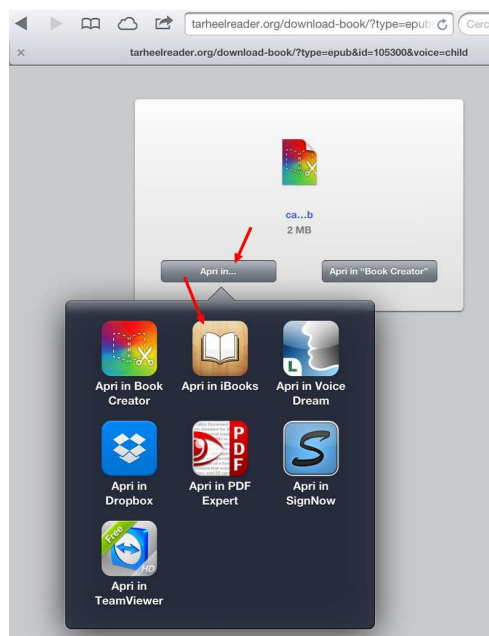 tarheelreader.org/download-book/?type=epub
Cerc
tarheelreader.org/download-book/?type=epub&id=105300&voice=child
ca...b
2 MB
Apri in...
Apri in "Book Creator"
Apri in Book
Creator
Apri in iBooks
Apri in Voice
Dream
L
Apri in
Dropbox
PDF
Apri in PDF
Expert
S
Apri in
SignNow
Free
HD
Apri in
TeamViewer